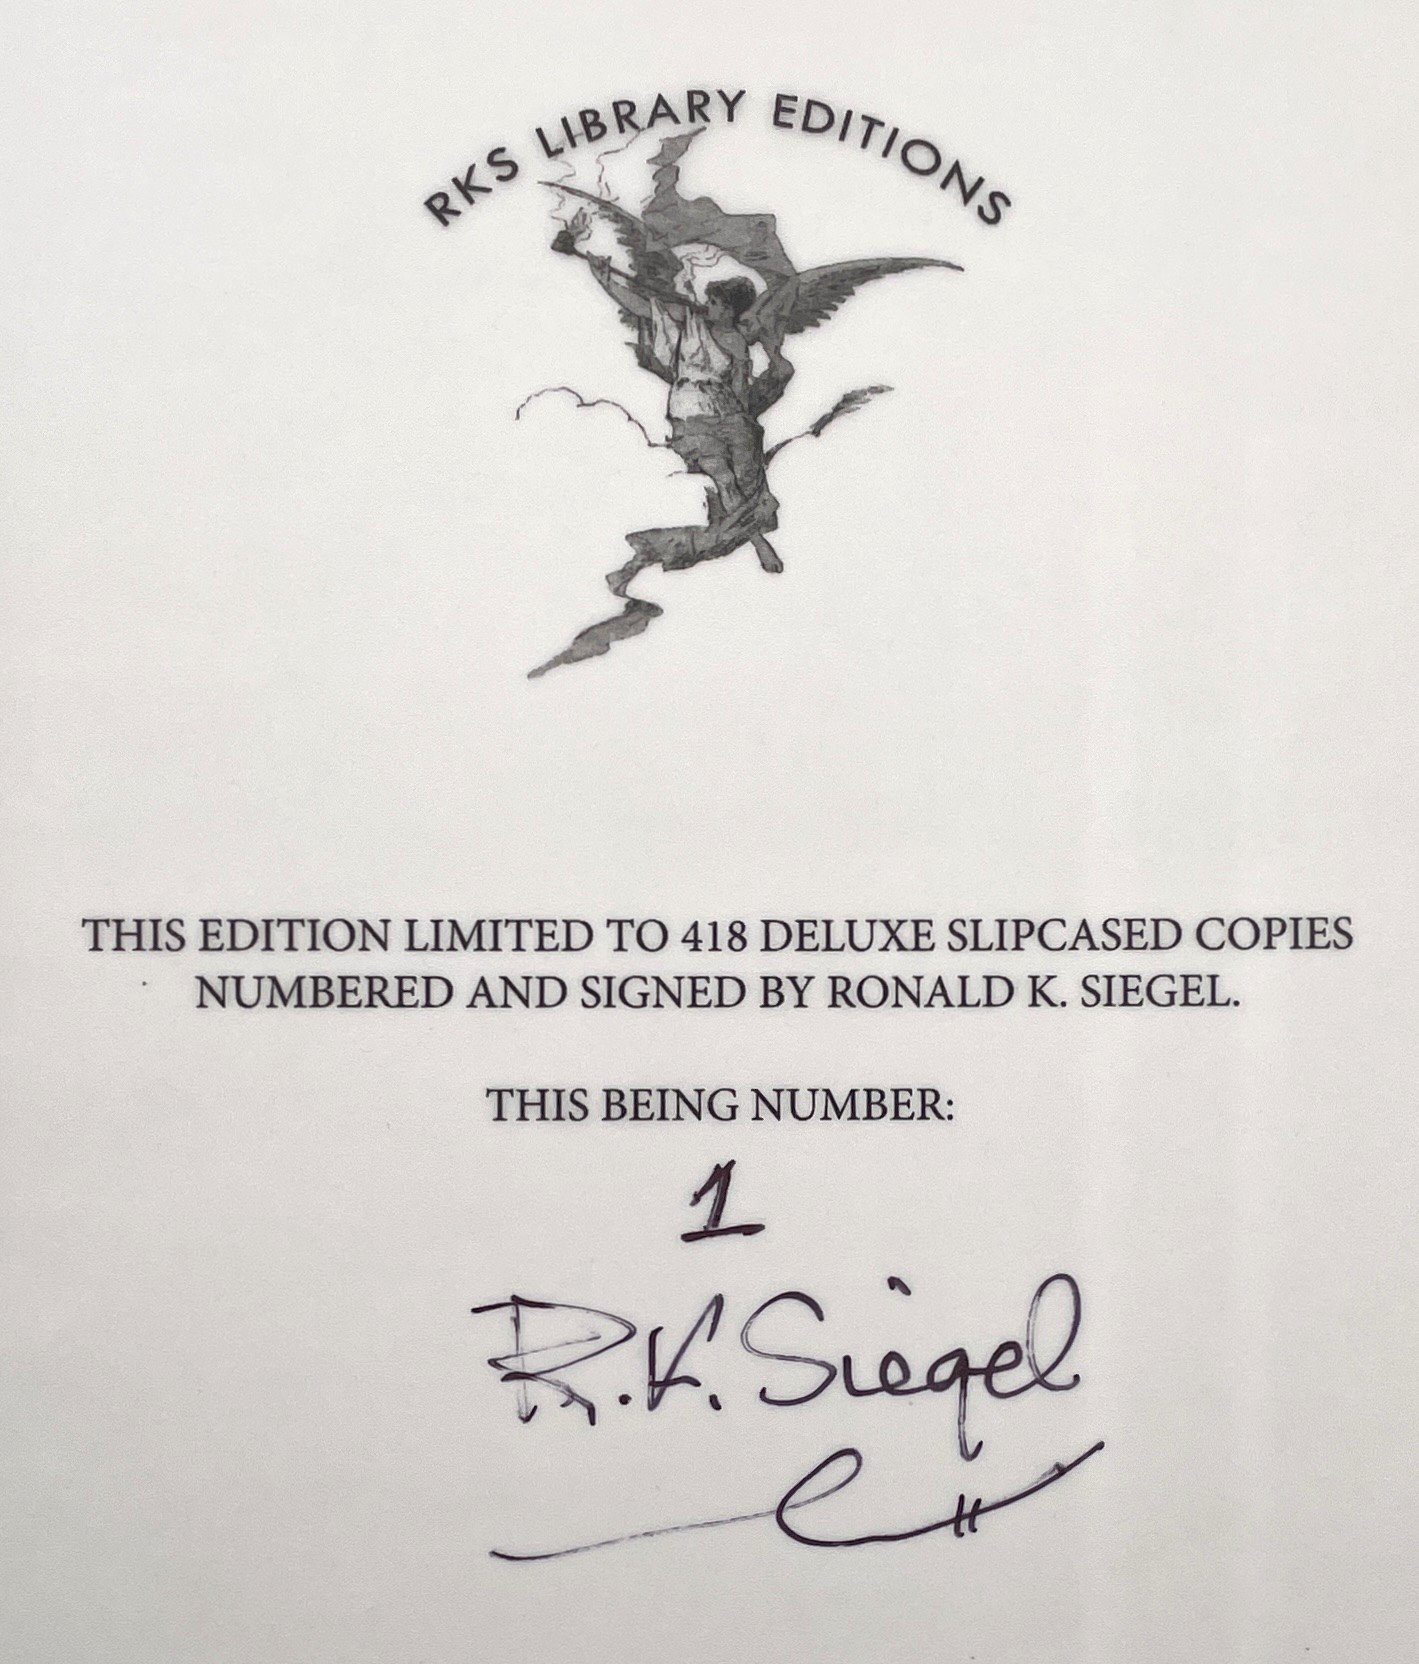 RKS LIBRARY EDITIONS
THIS EDITION LIMITED TO 418 DELUXE SLIPCASED COPIES
NUMBERED AND SIGNED BY RONALD K. SIEGEL.
THIS BEING NUMBER:
1
R.K. Siegel